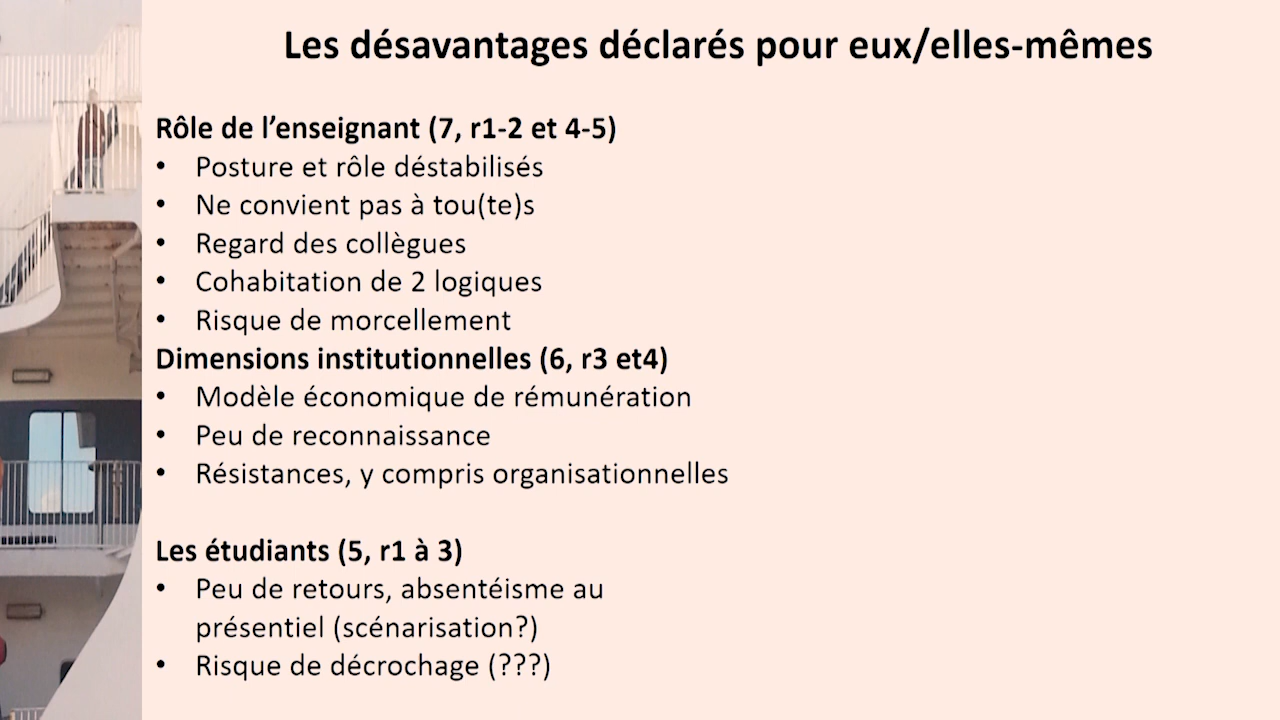 Les désavantages déclarés pour eux/elles-mêmes
Rôle de l’enseignant (7, r1-2 et 4-5)
• Posture et rôle déstabilisés
• Ne convient pas à tou(te)s
• Regard des collègues
• Cohabitation de 2 logiques
• Risque de morcellement
Dimensions institutionnelles (6, r3 et4)
• Modèle économique de rémunération
• Peu de reconnaissance
• Résistances, y compris organisationnelles
Les étudiants (5, r1 à 3)
• Peu de retours, absentéisme au
présentiel (scénarisation?)
• Risque de décrochage (???)